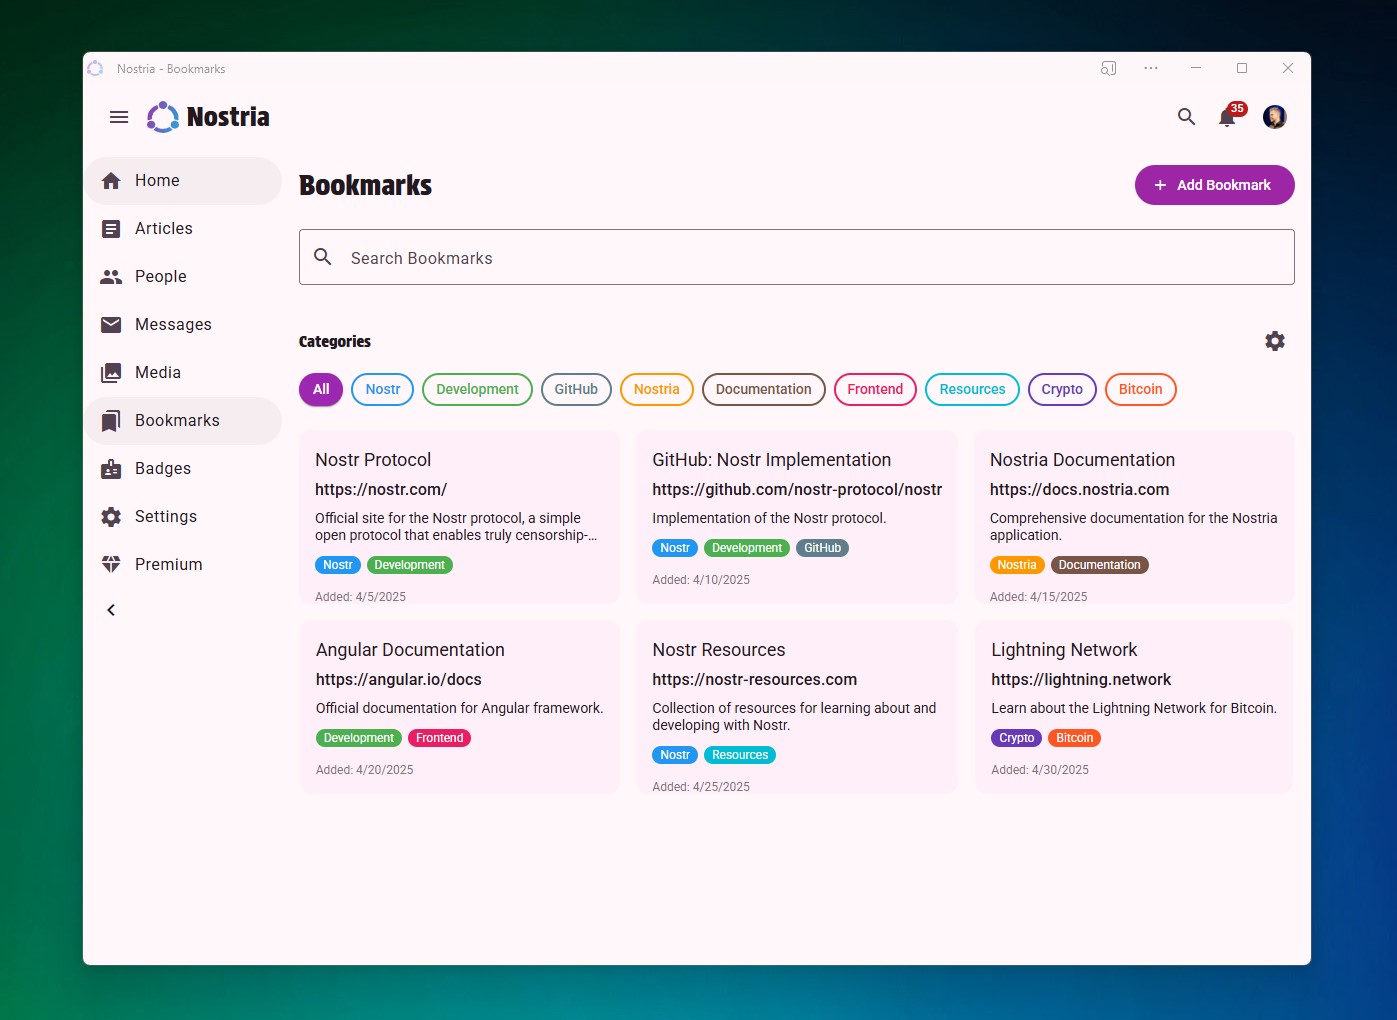 Nostria - Bookmarks
Nostria
35
Home
Articles
People
Messages
Media
Bookmarks
Badges
Settings
Premium
Bookmarks
+ Add Bookmark
Search Bookmarks
Categories
All Nostr Development GitHub Nostria Documentation Frontend Resources Crypto Bitcoin
Nostr Protocol
https://nostr.com/
Official site for the Nostr protocol, a simple
open protocol that enables truly censorship-...
Nostr Development
Added: 4/5/2025
GitHub: Nostr Implementation
https://github.com/nostr-protocol/nostr
Implementation of the Nostr protocol.
Nostr Development GitHub
Added: 4/10/2025
Nostria Documentation
https://docs.nostria.com
Comprehensive documentation for the Nostria
application.
Nostria Documentation
Added: 4/15/2025
Angular Documentation
https://angular.io/docs
Official documentation for Angular framework.
Development Frontend
Added: 4/20/2025
Nostr Resources
https://nostr-resources.com
Collection of resources for learning about and
developing with Nostr.
Nostr Resources
Added: 4/25/2025
Lightning Network
https://lightning.network
Learn about the Lightning Network for Bitcoin.
Crypto Bitcoin
Added: 4/30/2025